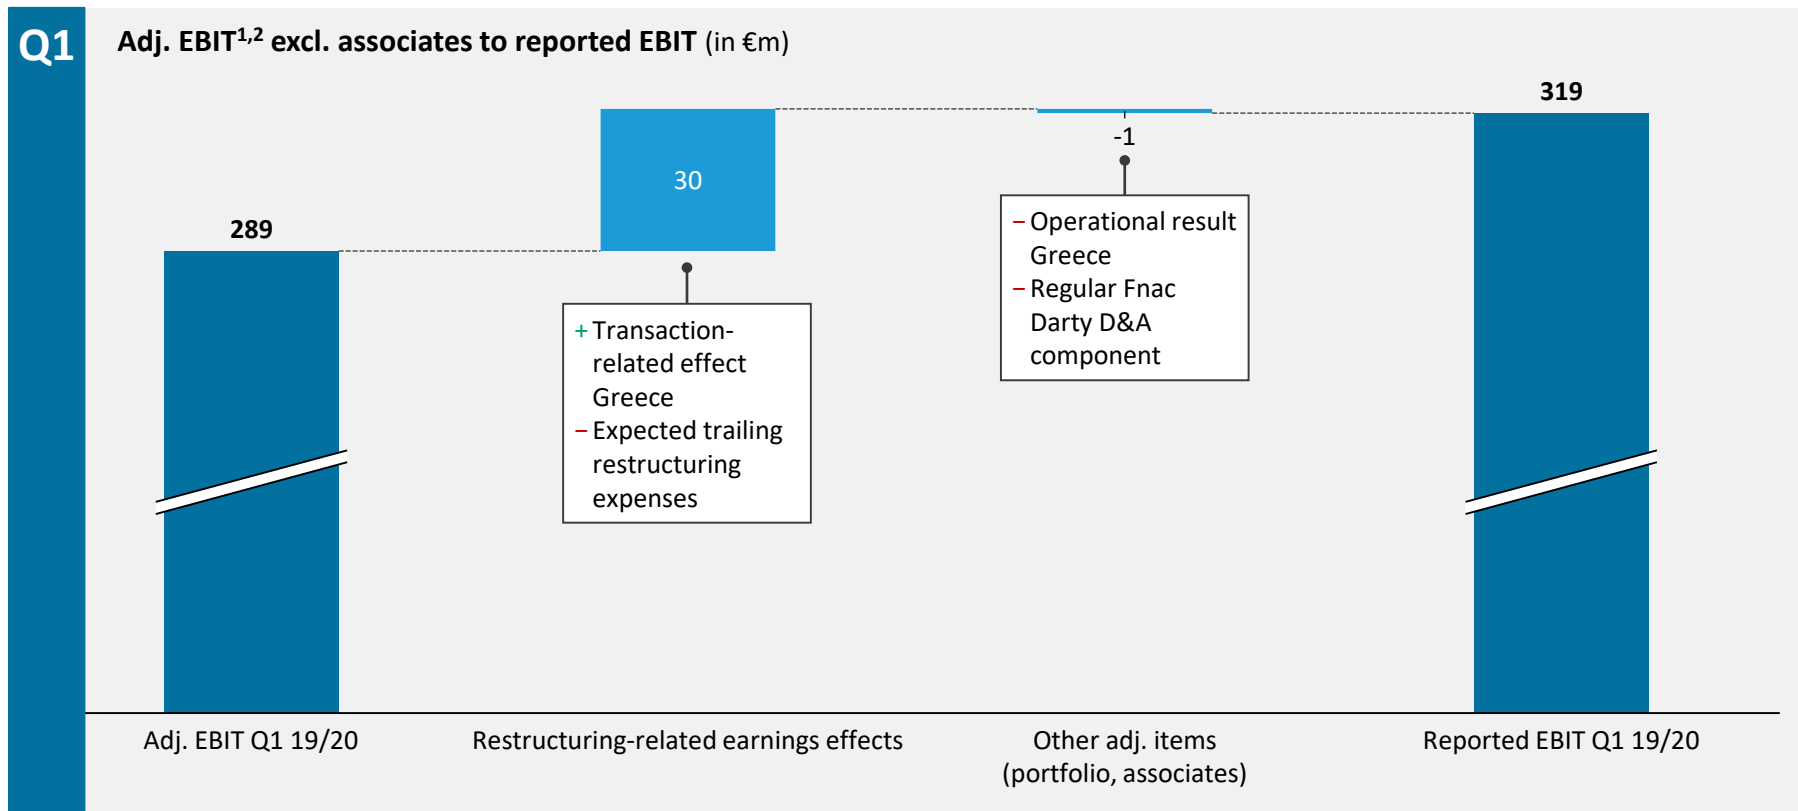 Q1
Adj. EBIT1,2 excl. associates to reported EBIT (in €m)
289
30
-1
319
+ Transaction-
related effect
Greece
– Expected trailing
restructuring
expenses
– Operational result
Greece
– Regular Fnac
Darty D&A
component
Adj. EBIT Q1 19/20
Restructuring-related earnings effects
Other adj. items
(portfolio, associates)
Reported EBIT Q1 19/20